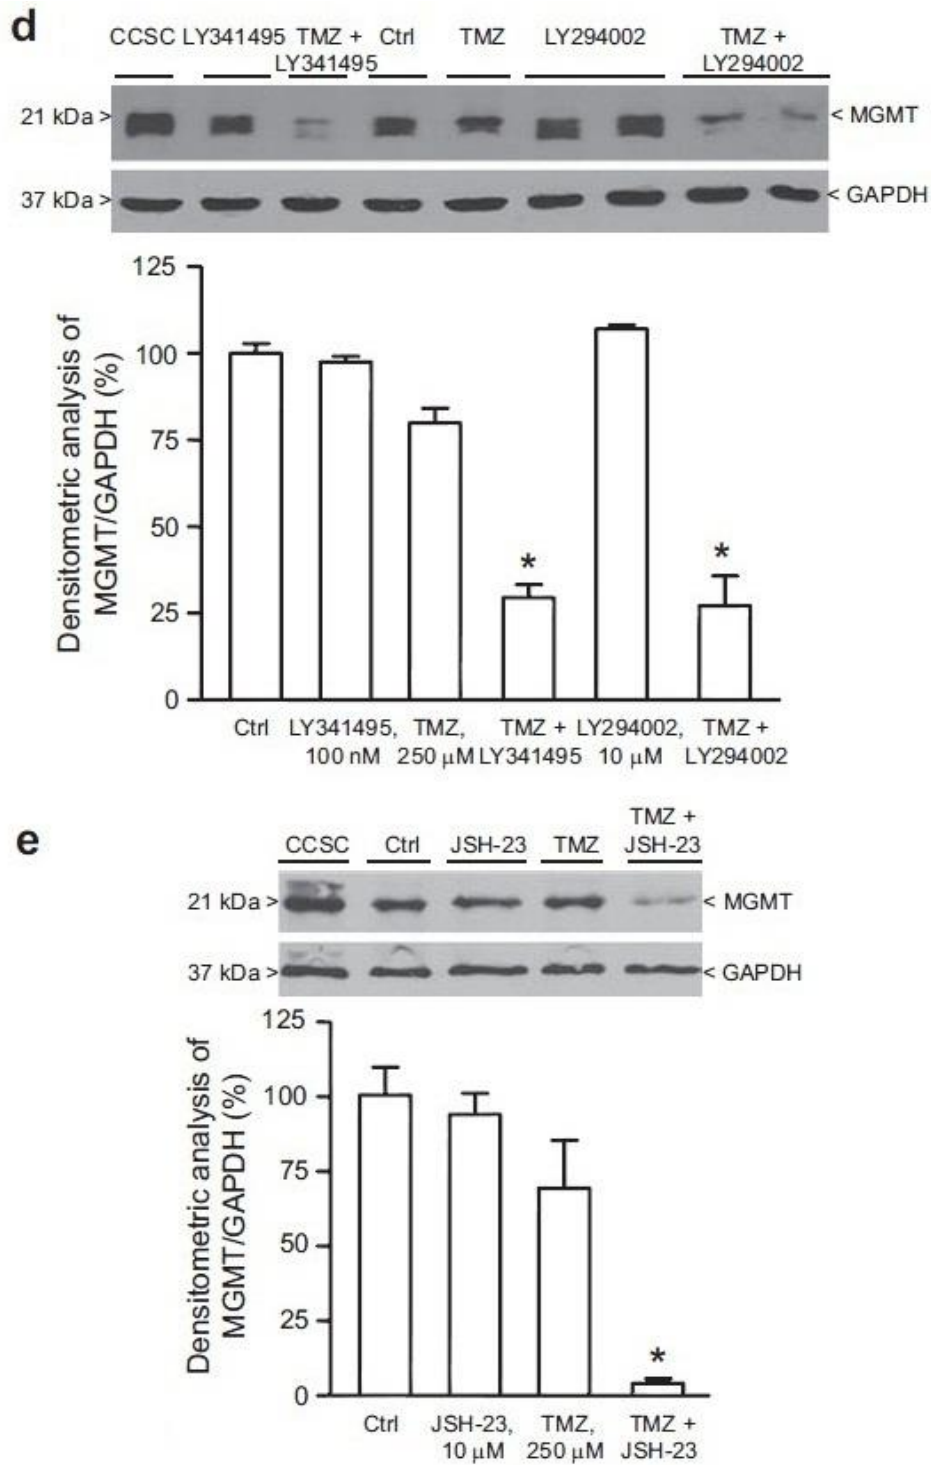 d
CCSC LY341495 TMZ + Ctrl TMZ LY294002 TMZ +
LY341495 LY294002
21 kDa > < MGMT
37 kDa > < GAPDH
Densitometric analysis of
MGMT/GAPDH (%)
125
100
75
50
25
0
*
*
Ctrl LY341495, TMZ, TMZ + LY294002, TMZ +
100 nM 250 μM LY341495 10 μM LY294002
e
TMZ +
CCSC Ctrl JSH-23 TMZ JSH-23
21 kDa > < MGMT
37 kDa > < GAPDH
Densitometric analysis of
MGMT/GAPDH (%)
125
100
75
50
25
0
*
Ctrl JSH-23, TMZ, TMZ +
10 μM 250 μM JSH-23